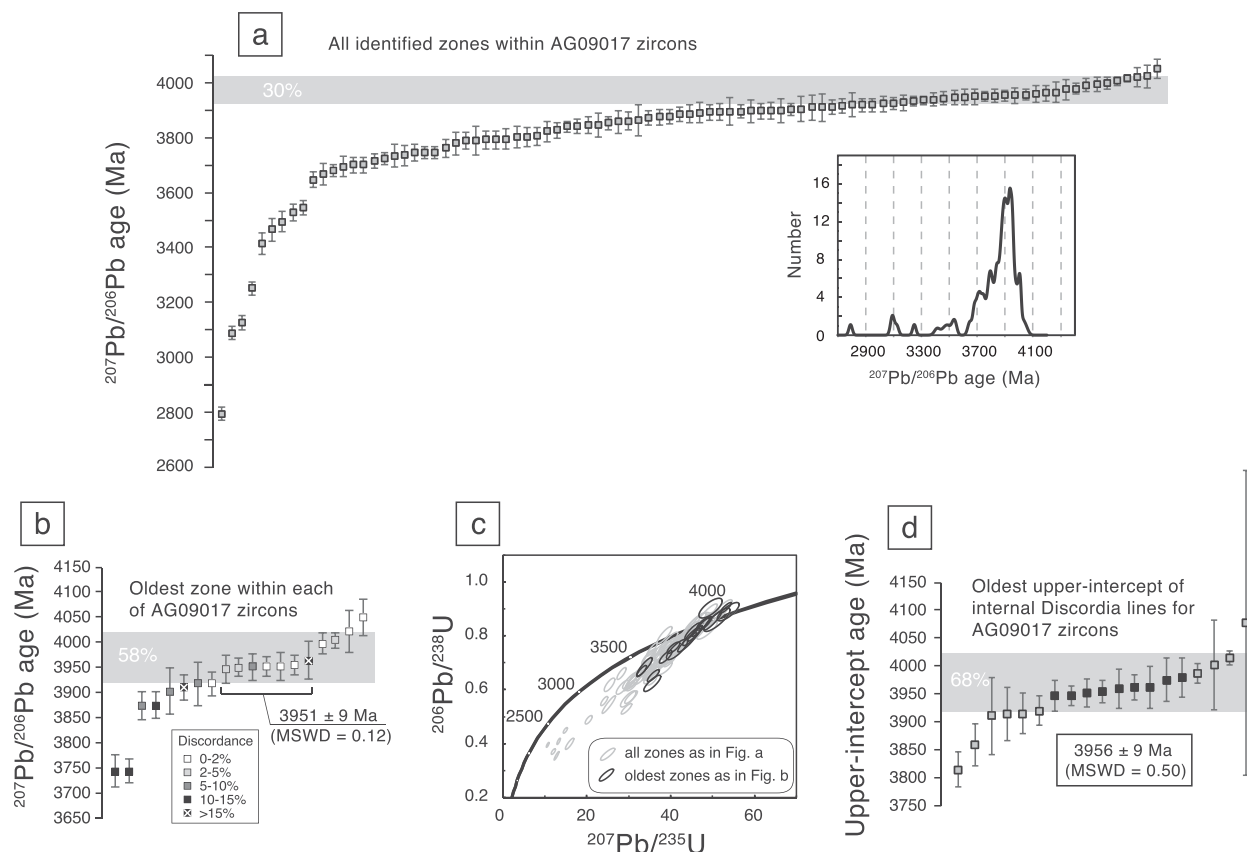 a
All identified zones within AG09017 zircons
207Pb/206Pb age (Ma)
4000
3800
3600
3400
3200
3000
2800
2600
30%
Number
16
12
8
4
0
2900 3300 3700 4100
207Pb/206Pb age (Ma)
b
207Pb/206Pb age (Ma)
4150
4100
4050
4000
3950
3900
3850
3800
3750
3700
3650
Oldest zone within each
of AG09017 zircons
58%
3951 ± 9 Ma
(MSWD = 0.12)
Discordance
0-2%
2-5%
5-10%
10-15%
>15%
c
206Pb/238U
1.0
0.8
0.6
0.4
0.2
4000
3500
3000
2500
all zones as in Fig. a
oldest zones as in Fig. b
0 20 40 60
207Pb/235U
d
Upper-intercept age (Ma)
4150
4100
4050
4000
3950
3900
3850
3800
3750
Oldest upper-intercept of
internal Discordia lines for
AG09017 zircons
68%
3956 ± 9 Ma
(MSWD = 0.50)